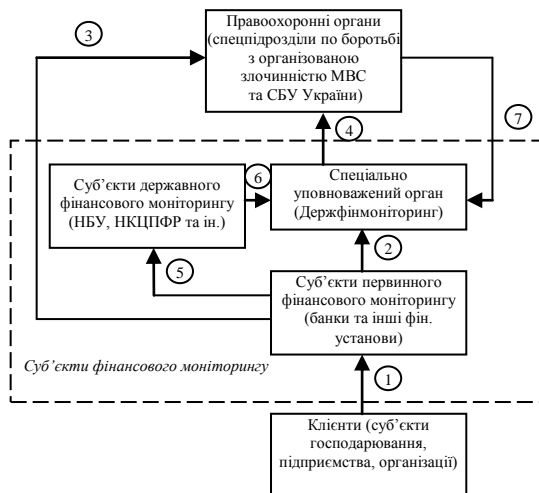 Правоохоронні органи
(спецпідрозділи по боротьбі
з організованою
злочинністю МВС
та СБУ України)
3
4
7
Суб’єкти державного
фінансового моніторингу
(НБУ, НКЦПФР та ін.)
6
Спеціально
уповноважений орган
(Держфінмоніторинг)
2
5
Суб’єкти первинного
фінансового моніторингу
(банки та інші фін.
установи)
Суб’єкти фінансового моніторингу
1
Клієнти (суб’єкти
господарювання,
підприємства, організації)